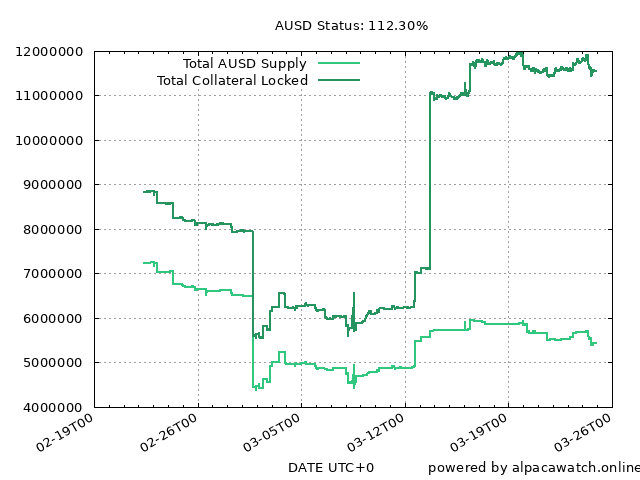 AUSD Status: 112.30%
12000000
11000000
10000000
9000000
8000000
7000000
6000000
5000000
4000000
Total AUSD Supply
Total Collateral Locked
02-19T00
02-26T00
03-05T00
03-12T00
03-19T00
03-26T00
DATE UTC+0
powered by alpacawatch.online